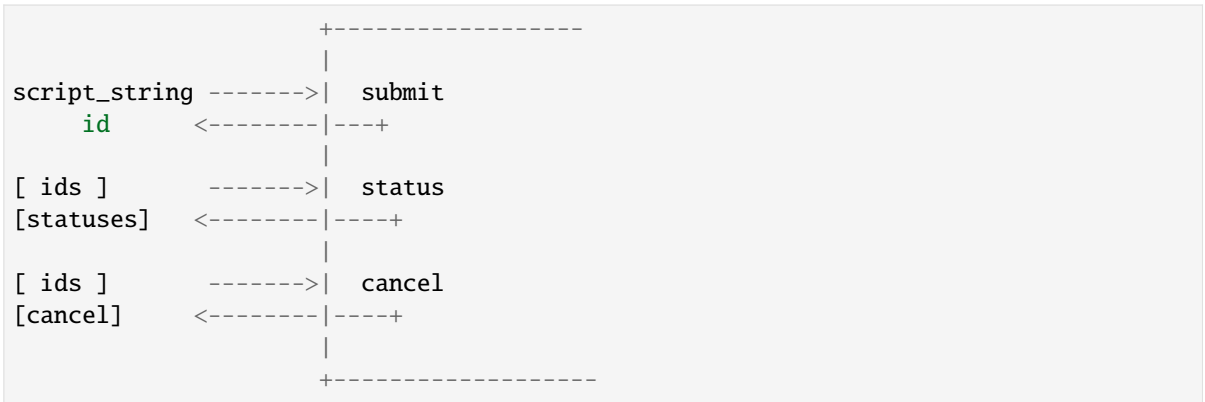 +------------------
                      |
script_string ------->|  submit
     id      <--------|---+
                      |
[ ids ]       ------->|  status
[statuses]   <--------|----+
                      |
[ ids ]       ------->|  cancel
[cancel]     <--------|----+
                      |
                      +-------------------